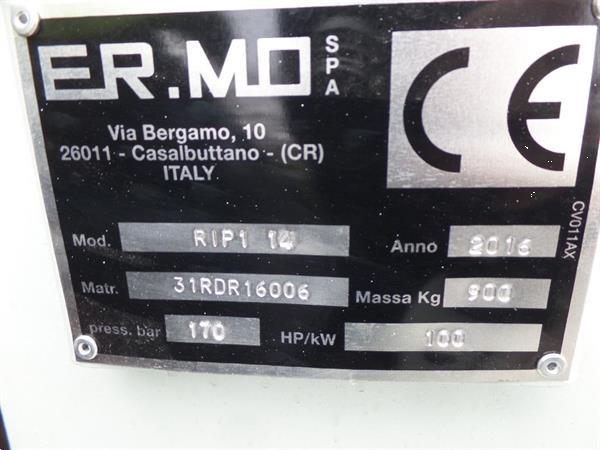 ER.MO SPA
CE
Via Bergamo, 10
26011 - Casalbuttano - (CR)
ITALY
Mod. RIP1 14
Anno 2016
Matr. 31RDR16006
Massa Kg 900
press. bar 170
HP/kW 100
CV011AX